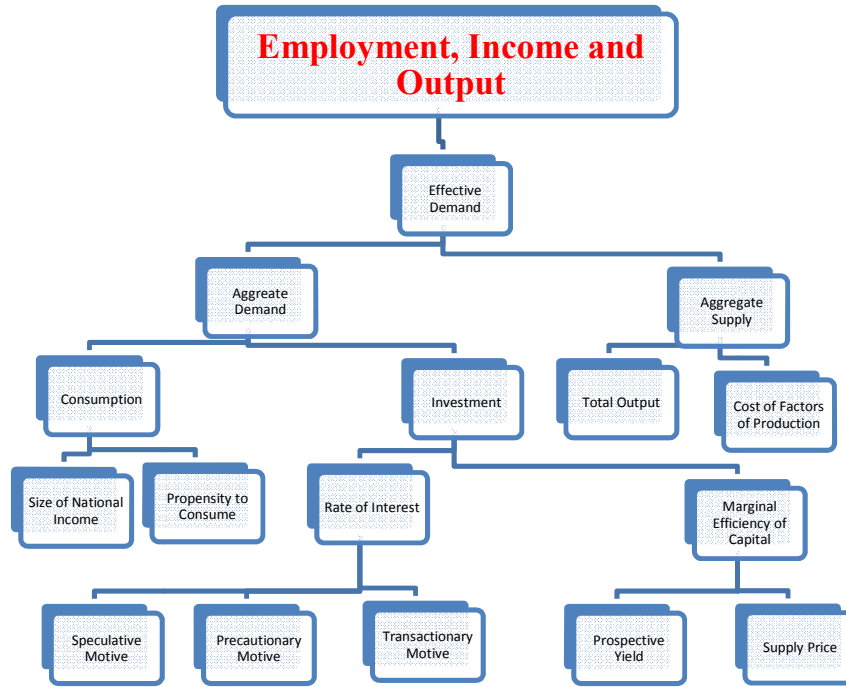 Employment, Income and
Output
Effective
Demand
Aggreate
Demand
Aggregate
Supply
Consumption
Investment
Total Output
Cost of Factors
of Production
Size of National
Income
Propensity to
Consume
Rate of Interest
Marginal
Efficiency of
Capital
Speculative
Motive
Precautionary
Motive
Transactionary
Motive
Prospective
Yield
Supply Price